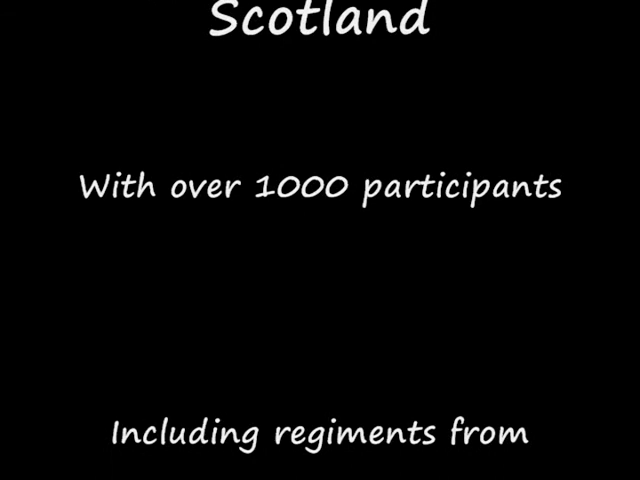 Scotland
With over 1000 participants
Including regiments from